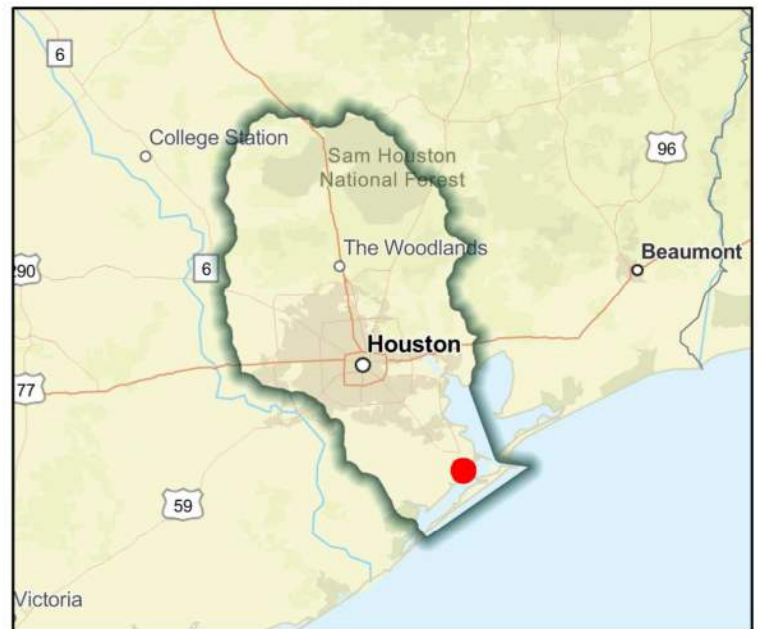 6
College Station
Sam Houston
National Forest
96
The Woodlands
Beaumont
290
6
Houston
77
59
Victoria